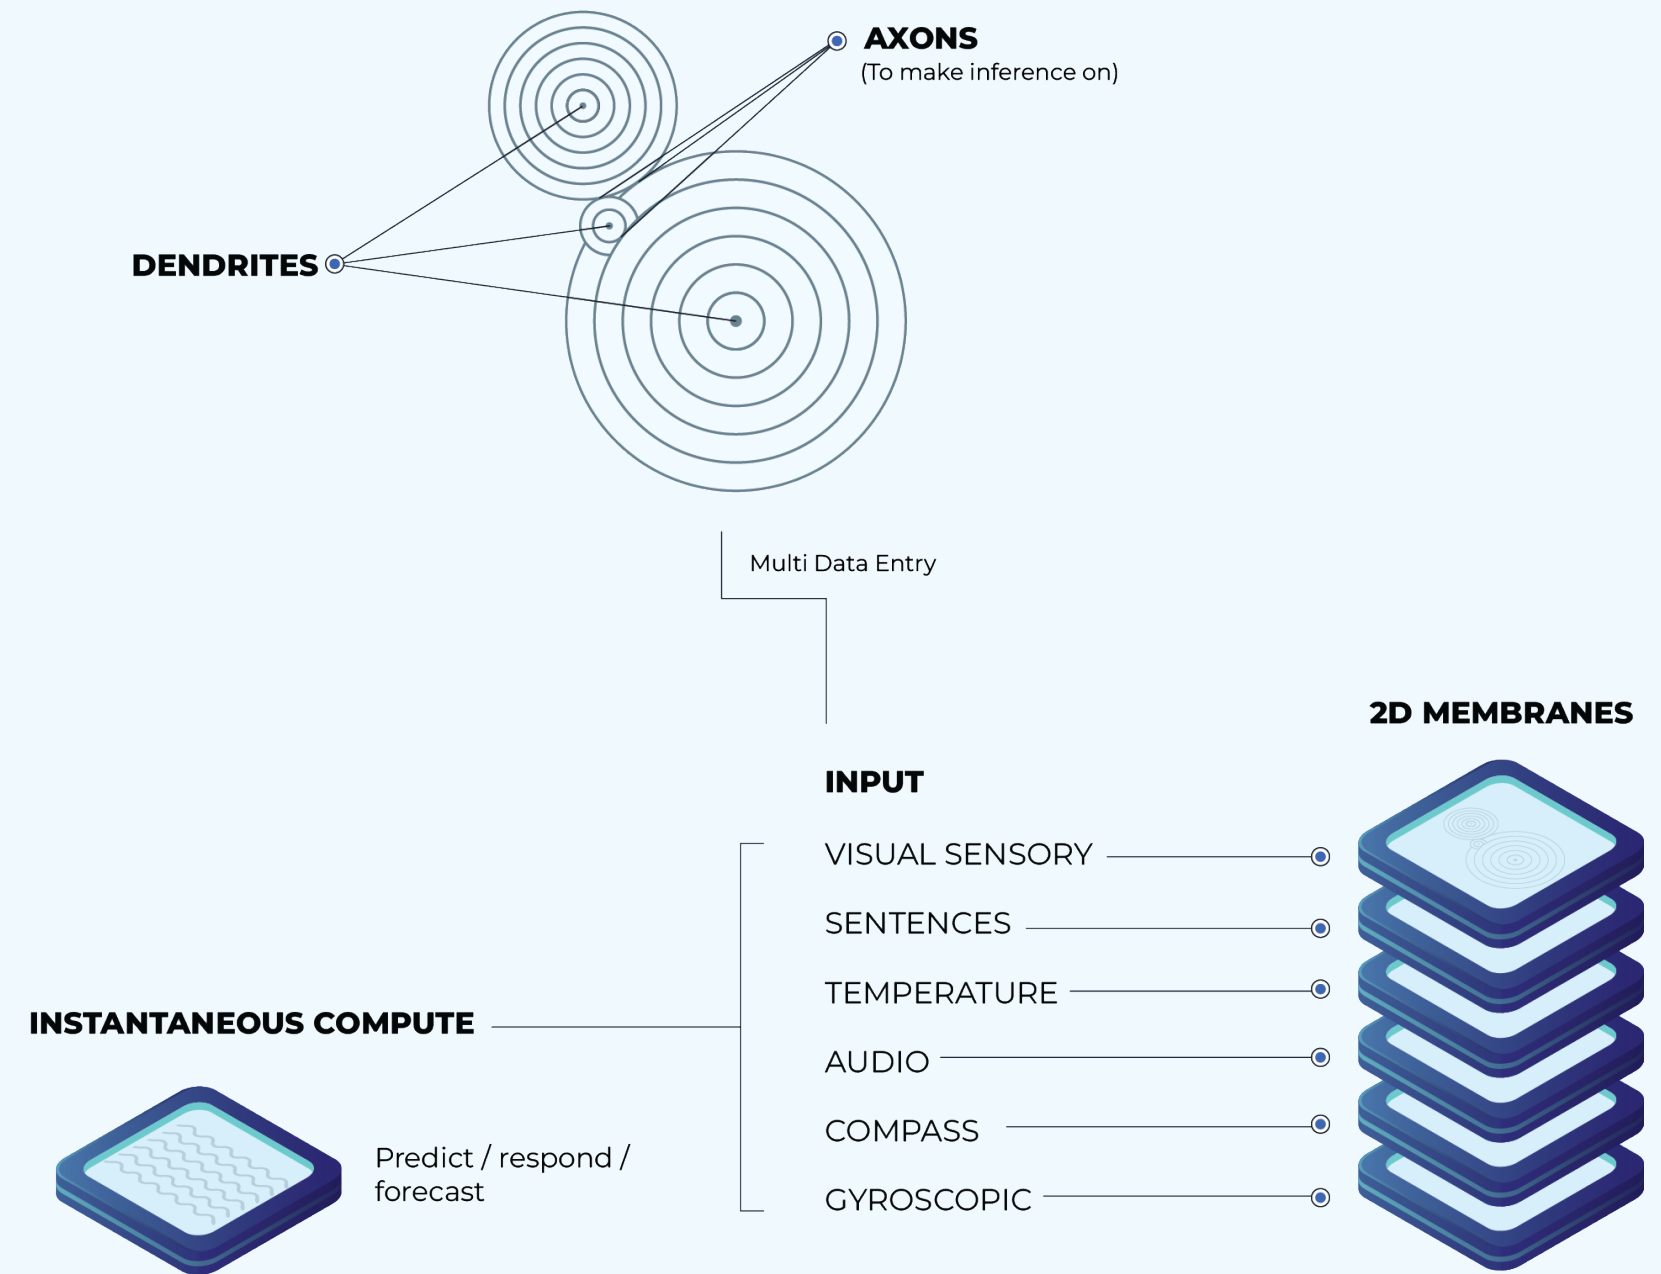 AXONS
(To make inference on)
DENDRITES
Multi Data Entry
2D MEMBRANES
INPUT
VISUAL SENSORY
SENTENCES
TEMPERATURE
AUDIO
COMPASS
GYROSCOPIC
INSTANTANEOUS COMPUTE
Predict / respond /
forecast